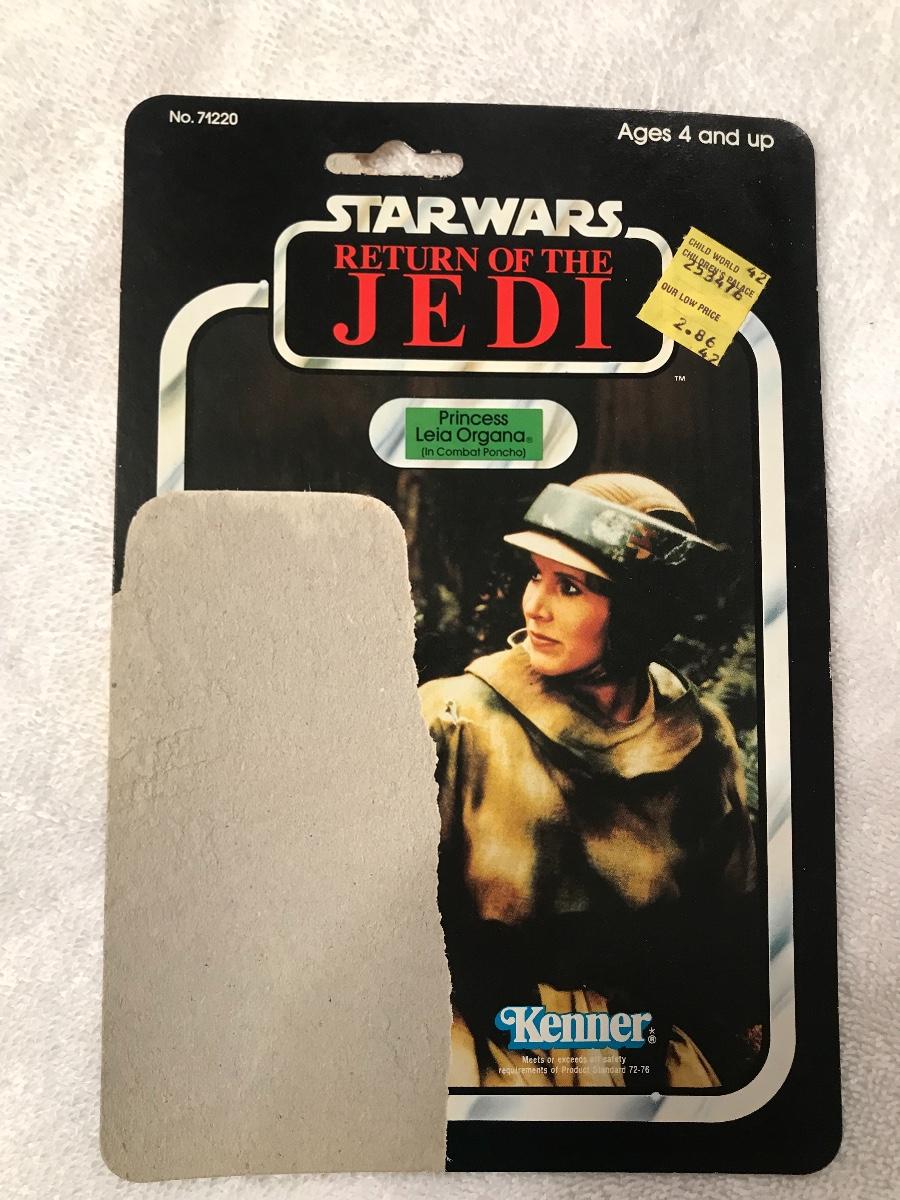 No. 71220
Ages 4 and up
STAR WARS
RETURN OF THE
JEDI
™
CHILD WORLD 42
CHILDREN'S PALACE
253476
OUR LOW PRICE
2.86
42
Princess
Leia Organa®
(In Combat Poncho)
Kenner®
Meets or exceeds all safety
requirements of Product Standard 72-76